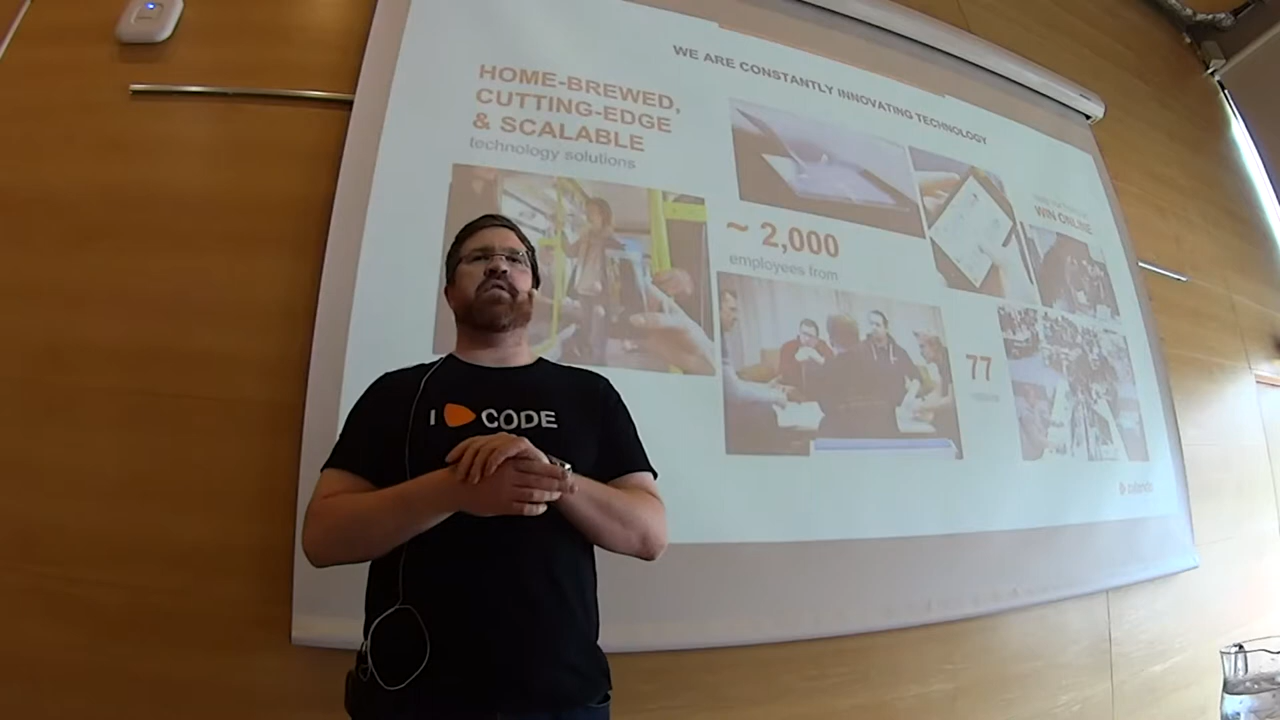 WE ARE CONSTANTLY INNOVATING TECHNOLOGY
HOME-BREWED,
CUTTING-EDGE
& SCALABLE
technology solutions
~ 2,000
employees from
77
WIN ONLINE
zalando
I CODE